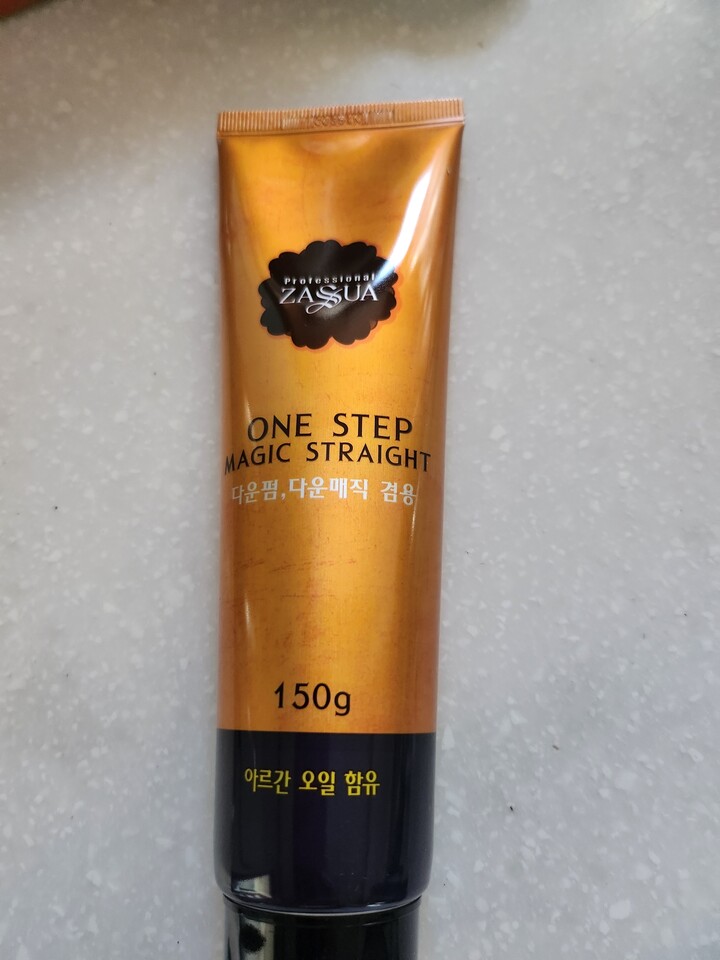 Professional
ZASSUA
ONE STEP
MAGIC STRAIGHT
다운펌,다운매직 겸용
150g
아르간 오일 함유